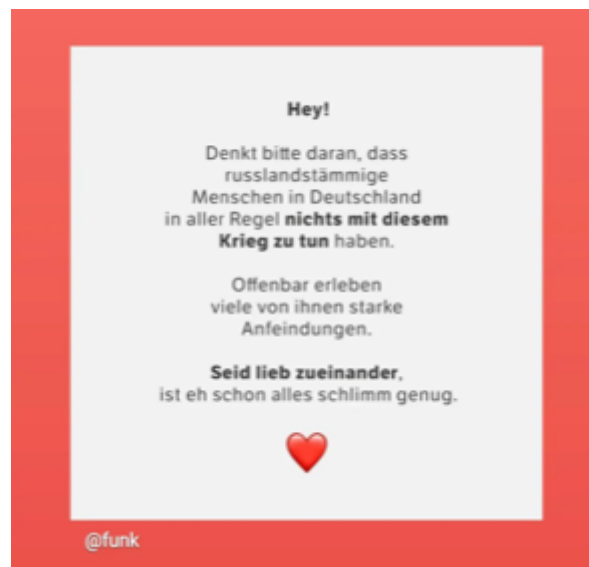 Hey!
Denkt bitte daran, dass
russlandstämmige
Menschen in Deutschland
in aller Regel nichts mit diesem
Krieg zu tun haben.
Offenbar erleben
viele von ihnen starke
Anfeindungen.
Seid lieb zueinander,
ist eh schon alles schlimm genug.
@funk